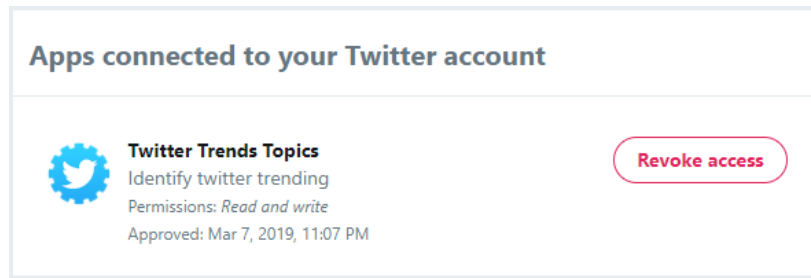 Apps connected to your Twitter account
Twitter Trends Topics
Revoke access
Identify twitter trending
Permissions: Read and write
Approved: Mar 7, 2019, 11:07 PM